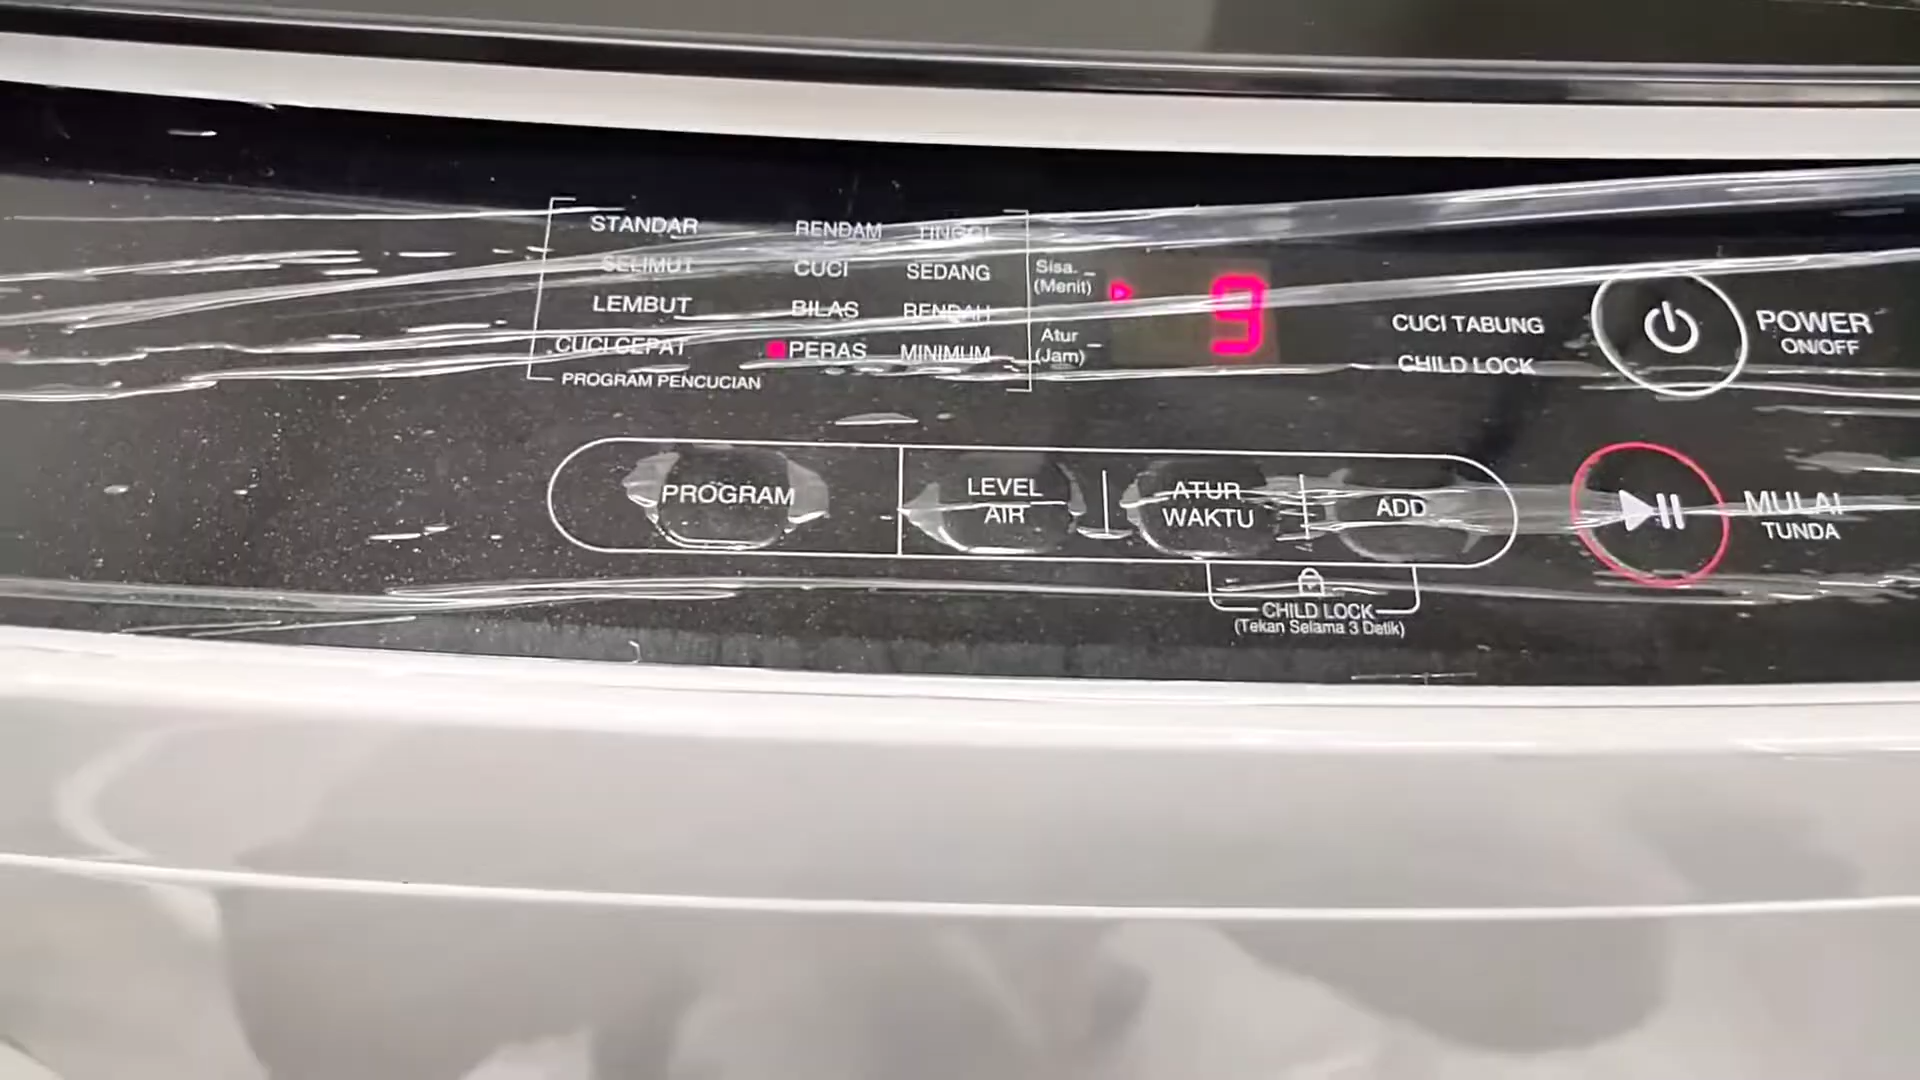 STANDAR RENDAM TINGGI
SELIMUT CUCI SEDANG
LEMBUT BILAS RENDAH
CUCI CEPAT PERAS MINIMUM
PROGRAM PENCUCIAN
Sisa.
(Menit)
Atur
(Jam)
9
CUCI TABUNG
CHILD LOCK
POWER
ON/OFF
PROGRAM
LEVEL
AIR
ATUR
WAKTU
ADD
MULAI
TUNDA
CHILD LOCK
(Tekan Selama 3 Detik)